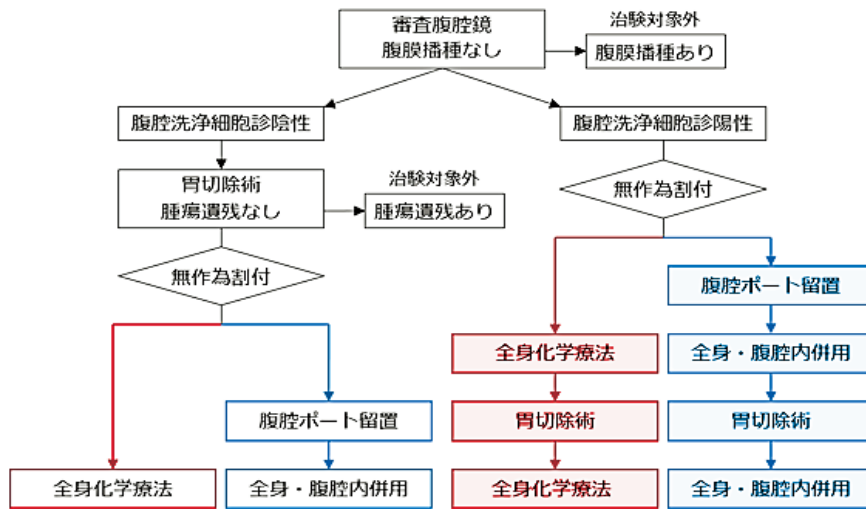 審査腹腔鏡
腹膜播種なし
治験対象外
腹膜播種あり
腹腔洗浄細胞診陰性
腹腔洗浄細胞診陽性
胃切除術
腫瘍遺残なし
治験対象外
腫瘍遺残あり
無作為割付
無作為割付
腹腔ポート留置
全身化学療法
全身・腹腔内併用
腹腔ポート留置
胃切除術
胃切除術
全身化学療法
全身・腹腔内併用
全身化学療法
全身・腹腔内併用